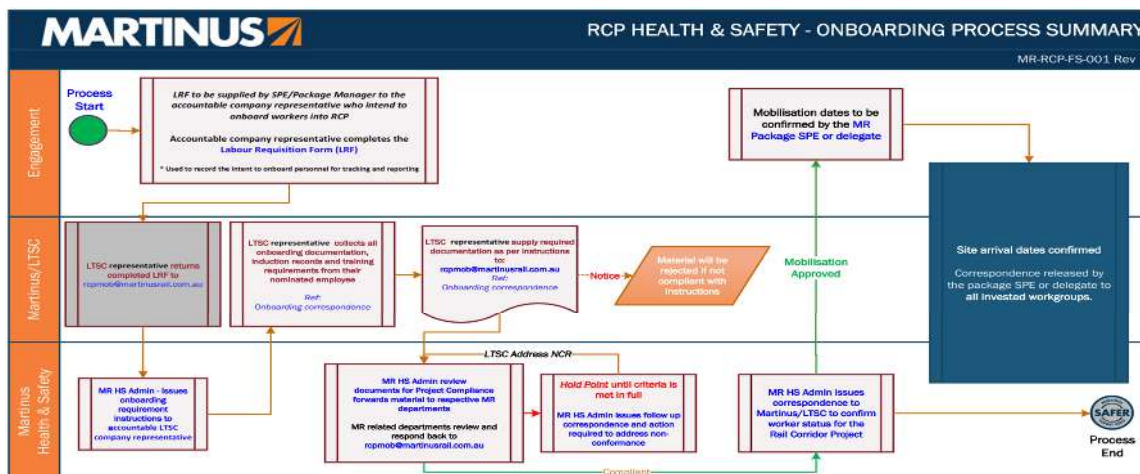 MARTINUS
RCP HEALTH & SAFETY - ONBOARDING PROCESS SUMMARY
MR-RCP-FS-001 Rev
Engagement
Process
Start
LRF to be supplied by SPE/Package Manager to the
accountable company representative who intend to
onboard workers into RCP
Accountable company representative completes the
Labour Requisition Form (LRF)
* Used to record the intent to onboard personnel for tracking and reporting
Mobilisation dates to be
confirmed by the MR
Package SPE or delegate
Site arrival dates confirmed
Correspondence released by
the package SPE or delegate to
all invested workgroups.
Martinus/LTSC
LTSC representative returns
completed LRF to
rcpmob@martinusrail.com.au
LTSC representative collects all
onboarding documentation,
induction records and training
requirements from their
nominated employee
Ref:
Onboarding correspondence
LTSC representative supply required
documentation as per instructions
to:
rcpmob@martinusrail.com.au
Ref:
Onboarding correspondence
Notice
Material will be
rejected if not
compliant with
instructions
Mobilisation
Approved
Martinus
Health & Safety
MR HS Admin - issues
onboarding
requirement
instructions to
accountable LTSC
company representative
LTSC Address NCR
MR HS Admin review
documents for Project Compliance
forwards material to respective MR
departments
MR related departments review and
respond back to
rcpmob@martinusrail.com.au
Hold Point until criteria is
met in full
MR HS Admin issues follow up
correspondence and action
required to address non-
conformance
MR HS Admin issues
correspondence to
Martinus/LTSC to confirm
worker status for the
Rail Corridor Project
Compliant
SAFER
Process
End